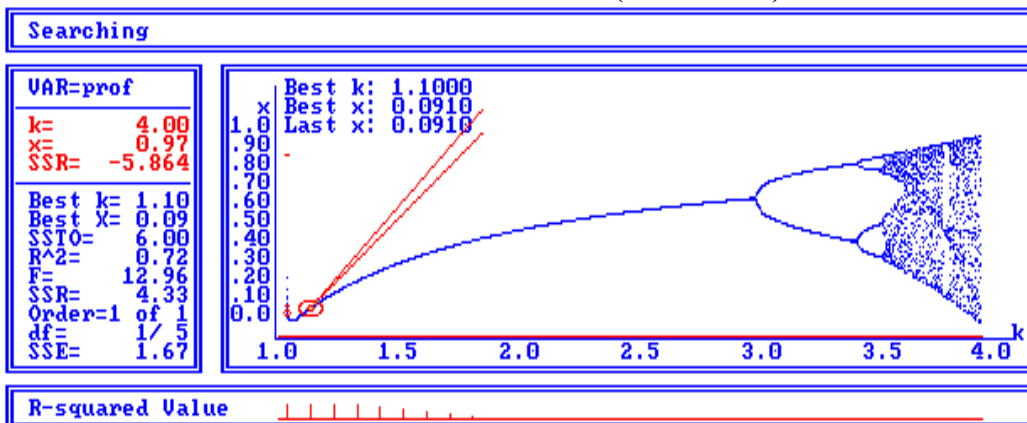 Searching
VAR=prof
k= 4.00
x= 0.97
SSR= -5.864
Best k= 1.10
Best X= 0.09
SSTO= 6.00
R^2= 0.72
F= 12.96
SSR= 4.33
Order=1 of 1
df= 1/ 5
SSE= 1.67
Best k: 1.1000
Best x: 0.0910
Last x: 0.0910
x
1.0
.90
.80
.70
.60
.50
.40
.30
.20
.10
0.0
k
1.0 1.5 2.0 2.5 3.0 3.5 4.0
R-squared Value